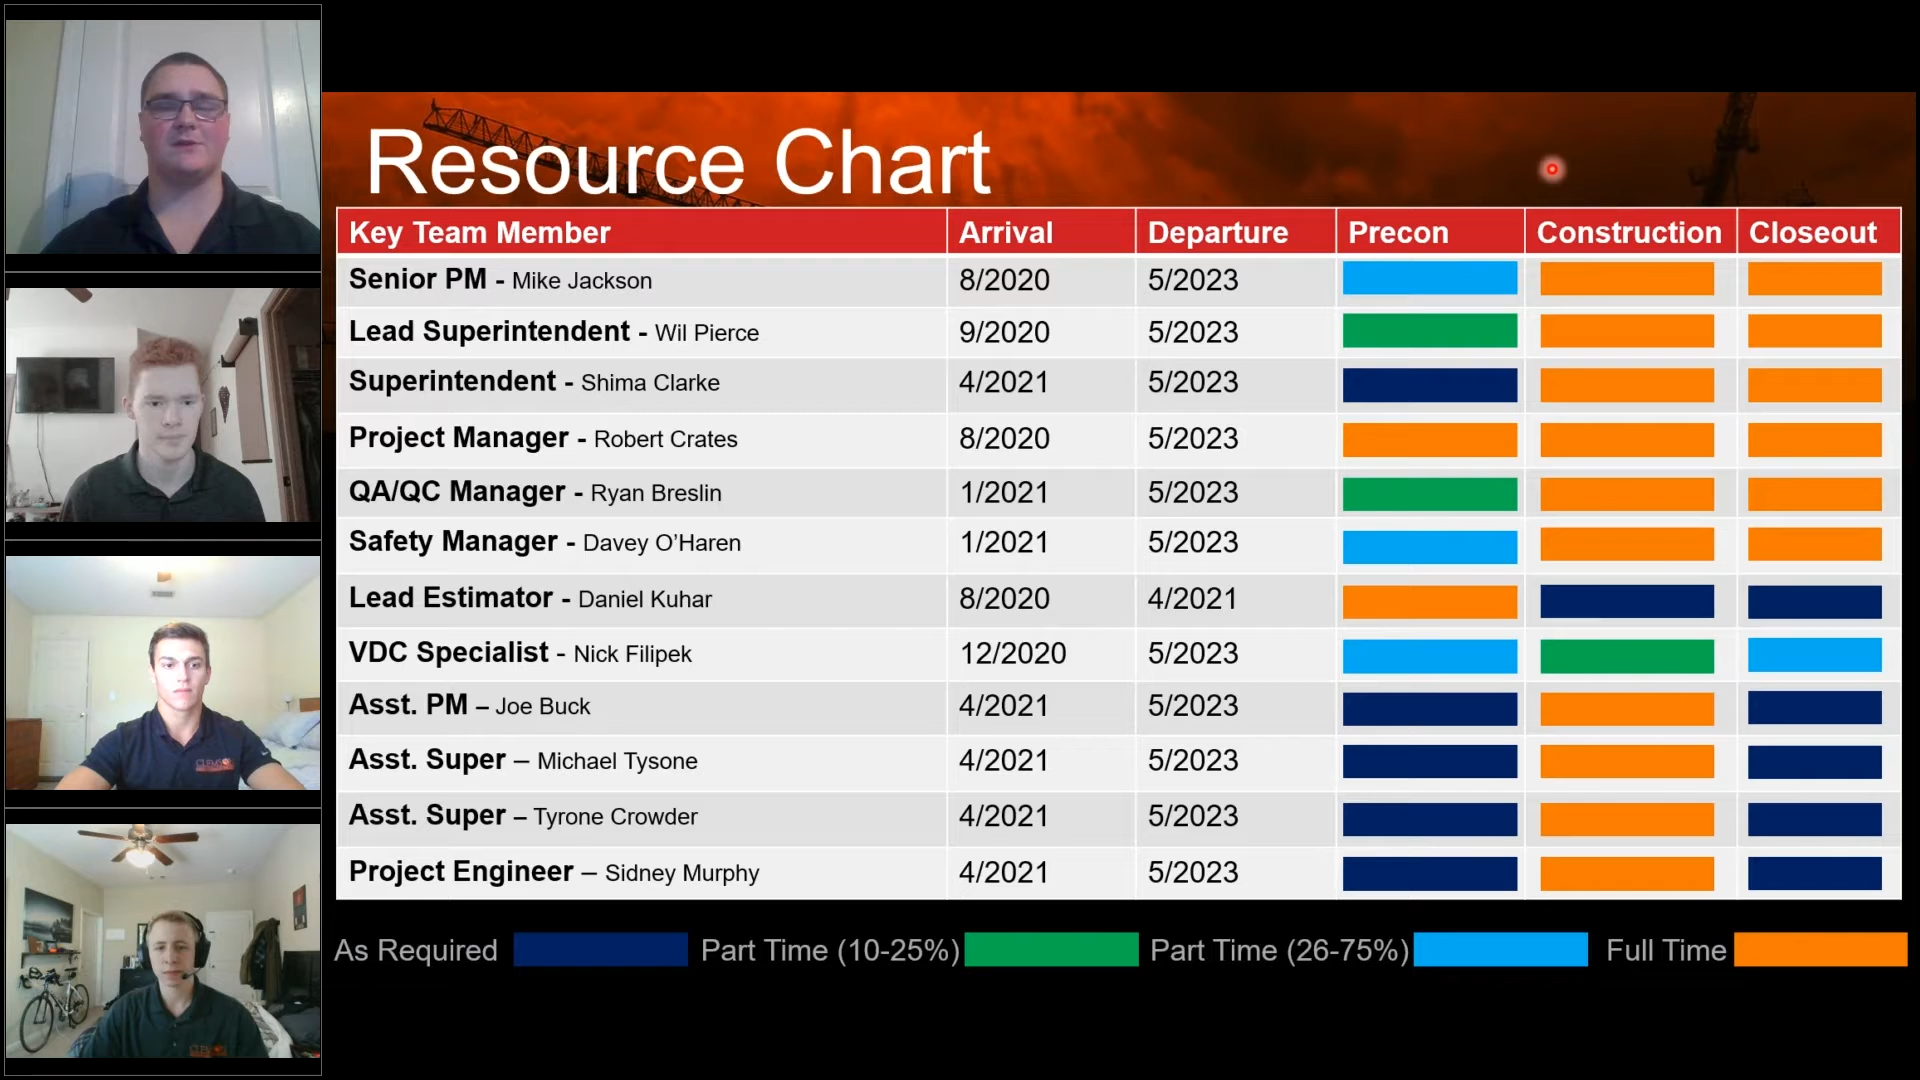 Resource Chart
Key Team Member Arrival Departure Precon Construction Closeout
Senior PM - Mike Jackson 8/2020 5/2023
Lead Superintendent - Wil Pierce 9/2020 5/2023
Superintendent - Shima Clarke 4/2021 5/2023
Project Manager - Robert Crates 8/2020 5/2023
QA/QC Manager - Ryan Breslin 1/2021 5/2023
Safety Manager - Davey O’Haren 1/2021 5/2023
Lead Estimator - Daniel Kuhar 8/2020 4/2021
VDC Specialist - Nick Filipek 12/2020 5/2023
Asst. PM – Joe Buck 4/2021 5/2023
Asst. Super – Michael Tysone 4/2021 5/2023
Asst. Super – Tyrone Crowder 4/2021 5/2023
Project Engineer – Sidney Murphy 4/2021 5/2023
As Required Part Time (10-25%) Part Time (26-75%) Full Time